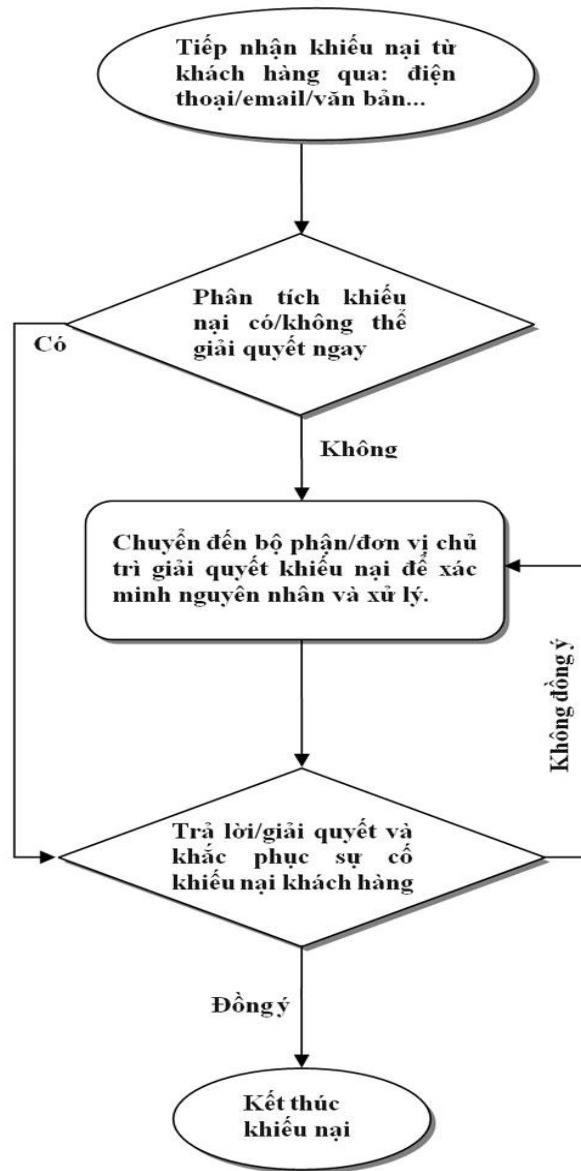 Tiếp nhận khiếu nại từ
khách hàng qua: điện
thoại/email/văn bản...
Phân tích khiếu
nại có/không thể
giải quyết ngay
Có
Không
Chuyển đến bộ phận/đơn vị chủ
trì giải quyết khiếu nại để xác
minh nguyên nhân và xử lý.
Không đồng ý
Trả lời/giải quyết và
khắc phục sự cố
khiếu nại khách hàng
Đồng ý
Kết thúc
khiếu nại